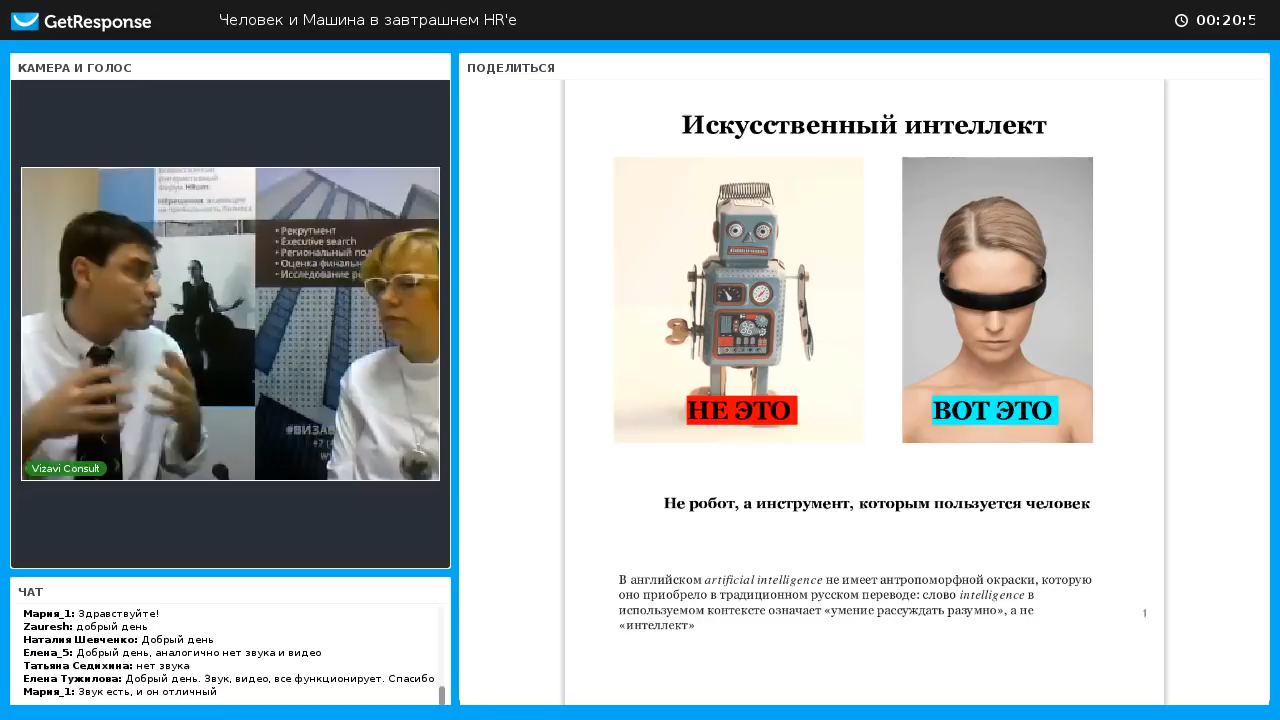 GetResponse
Человек и Машина в завтрашнем HR'e
00:20:5
КАМЕРА И ГОЛОС
• Рекрутмент
• Executive search
• Региональный
• Оценка
• Исследование
Vizavi Consult
ЧАТ
Мария_1: Здравствуйте!
Zauresh: добрый день
Наталия Шевченко: Добрый день
Елена_5: Добрый день, аналогично нет звука и видео
Татьяна Седихина: нет звука
Елена Тужилова: Добрый день. Звук, видео, все функционирует. Спасибо
Мария_1: Звук есть, и он отличный
ПОДЕЛИТЬСЯ
Искусственный интеллект
НЕ ЭТО
ВОТ ЭТО
Не робот, а инструмент, которым пользуется человек
В английском artificial intelligence не имеет антропоморфной окраски, которую
оно приобрело в традиционном русском переводе: слово intelligence в
используемом контексте означает «умение рассуждать разумно», а не
«интеллект»
1